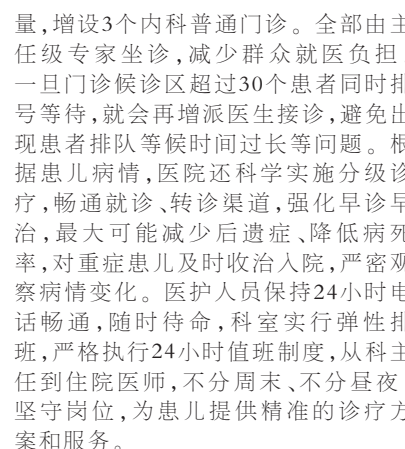 量,增设3个内科普通门诊。全部由主
任级专家坐诊,减少群众就医负担
一旦门诊候诊区超过30个患者同时排
号等待,就会再增派医生接诊,避免出
现患者排队等候时间过长等问题。根
据患儿病情,医院还科学实施分级诊
疗,畅通就诊、转诊渠道,强化早诊早
治,最大可能减少后遗症、降低病死
率,对重症患儿及时收治入院,严密观
察病情变化。医护人员保持24小时电
话畅通,随时待命,科室实行弹性排
班,严格执行24小时值班制度,从科主
任到住院医师,不分周末、不分昼夜
坚守岗位,为患儿提供精准的诊疗方
案和服务。